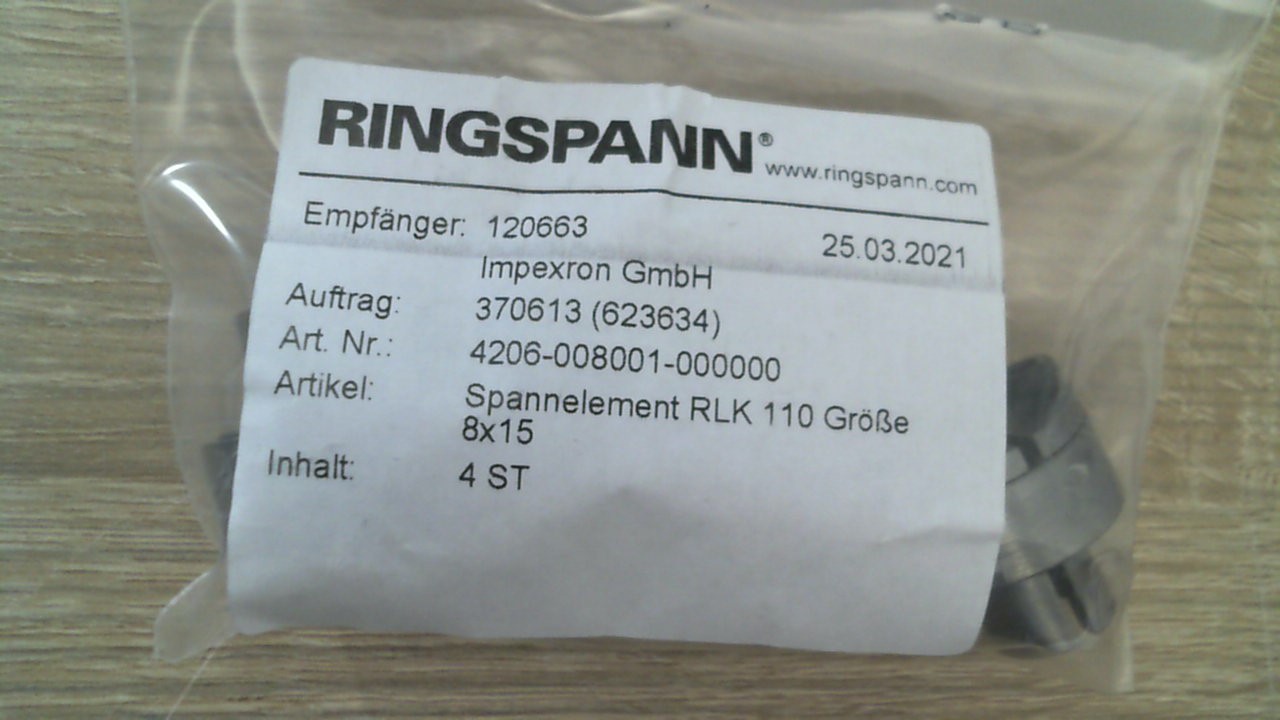 RINGSPANN®
www.ringspann.com
Empfänger: 120663 25.03.2021
Impexron GmbH
Auftrag: 370613 (623634)
Art. Nr.: 4206-008001-000000
Artikel: Spannelement RLK 110 Größe
8x15
Inhalt: 4 ST